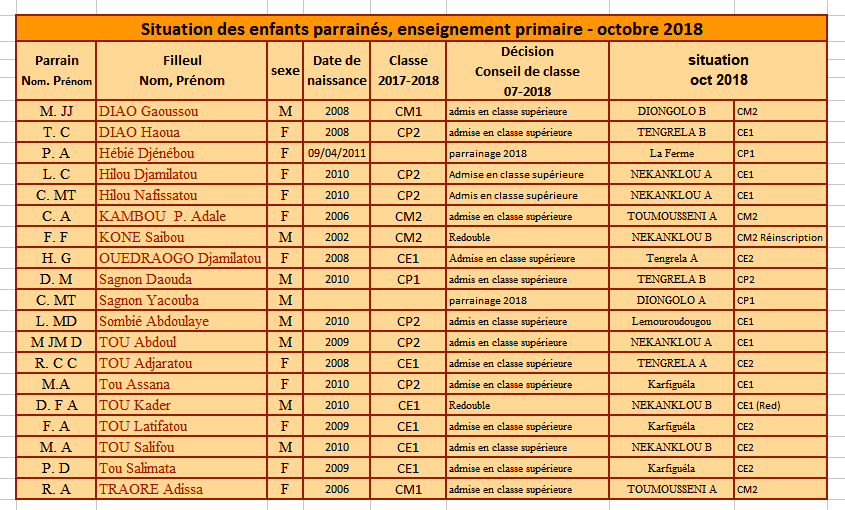 Situation des enfants parrainés, enseignement primaire - octobre 2018
Parrain Nom. Prénom | Filleul Nom, Prénom | sexe | Date de naissance | Classe 2017-2018 | Décision Conseil de classe 07-2018 | situation oct 2018
M. JJ | DIAO Gaoussou | M | 2008 | CM1 | admis en classe supérieure | DIONGOLO B | CM2
T. C | DIAO Haoua | F | 2008 | CP2 | admise en classe supérieure | TENGRELA B | CE1
P. A | Hébié Djénébou | F | 09/04/2011 | | parrainage 2018 | La Ferme | CP1
L. C | Hilou Djamilatou | F | 2010 | CP2 | Admise en classe supérieure | NEKANKLOU A | CE1
C. MT | Hilou Nafissatou | F | 2010 | CP2 | Admis en classe supérieure | NEKANKLOU A | CE1
C. A | KAMBOU P. Adale | F | 2006 | CM2 | admise en classe supérieure | TOUMOUSSENI A | CM2
F. F | KONE Saibou | M | 2002 | CM2 | Redouble | NEKANKLOU B | CM2 Réinscription
H. G | OUEDRAOGO Djamilatou | F | 2008 | CE1 | Admise en classe supérieure | Tengrela A | CE2
D. M | Sagnon Daouda | M | 2010 | CP1 | admis en classe supérieure | TENGRELA B | CP2
C. MT | Sagnon Yacouba | M | | | parrainage 2018 | DIONGOLO A | CP1
L. MD | Sombié Abdoulaye | M | 2010 | CP2 | admis en classe supérieure | Lemouroudougou | CE1
M JM D | TOU Abdoul | M | 2009 | CP2 | admis en classe supérieure | NEKANKLOU A | CE1
R. C C | TOU Adjaratou | F | 2008 | CE1 | admise en classe supérieure | TENGRELA A | CE2
M.A | Tou Assana | F | 2010 | CP2 | admise en classe supérieure | Karfiguéla | CE1
D. F A | TOU Kader | M | 2010 | CE1 | Redouble | NEKANKLOU B | CE1 (Red)
F. A | TOU Latifatou | F | 2009 | CE1 | admise en classe supérieure | Karfiguéla | CE2
M. A | TOU Salifou | M | 2010 | CE1 | admis en classe supérieure | NEKANKLOU B | CE2
P. D | Tou Salimata | F | 2009 | CE1 | admise en classe supérieure | Karfiguéla | CE2
R. A | TRAORE Adissa | F | 2006 | CM1 | admise en classe supérieure | TOUMOUSSENI A | CM2